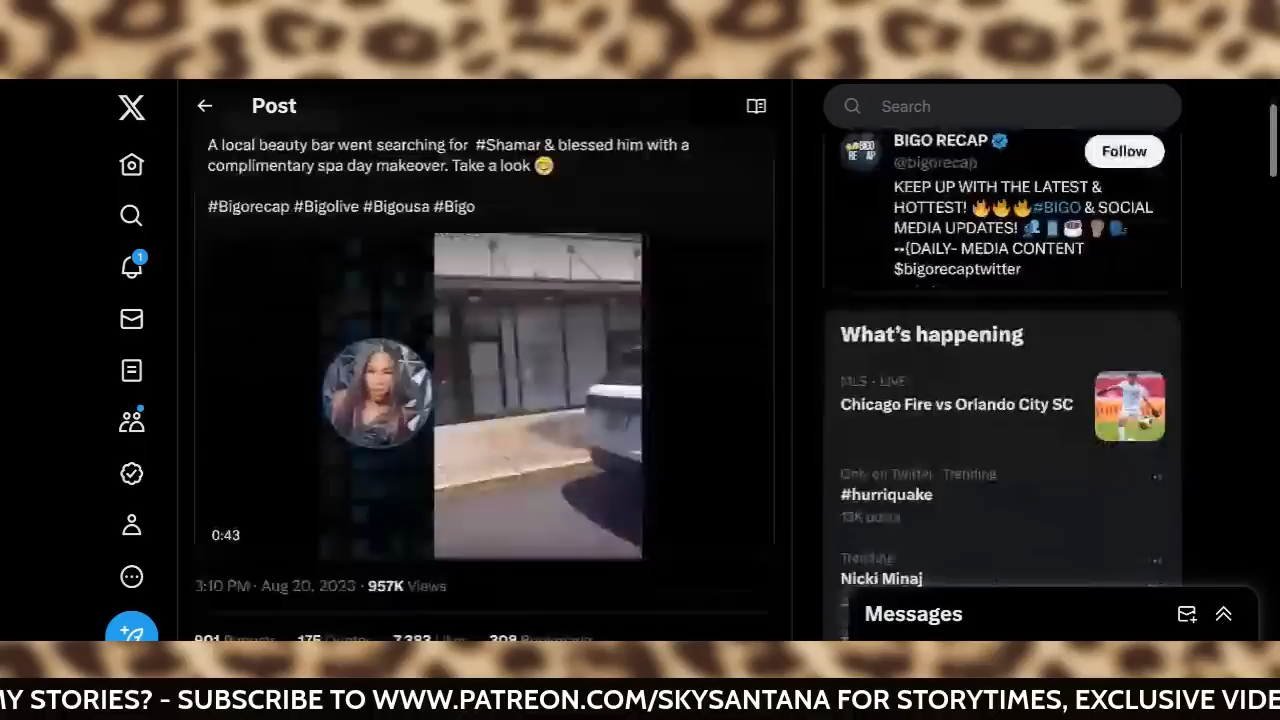 Post
A local beauty bar went searching for #Shamar & blessed him with a
complimentary spa day makeover. Take a look
#Bigorecap #Bigolive #Bigousa #Bigo
0:43
3:10 PM · Aug 20, 2023 · 957K Views
Search
BIGO RECAP
@bigorecap
Follow
KEEP UP WITH THE LATEST &
HOTTEST! #BIGO & SOCIAL
MEDIA UPDATES!
--{DAILY- MEDIA CONTENT
$bigorecaptwitter
What's happening
MLS · LIVE
Chicago Fire vs Orlando City SC
Only on Twitter · Trending
#hurriquake
13K posts
Trending
Nicki Minaj
Messages
1
MY STORIES? - SUBSCRIBE TO WWW.PATREON.COM/SKYSANTANA FOR STORYTIMES, EXCLUSIVE